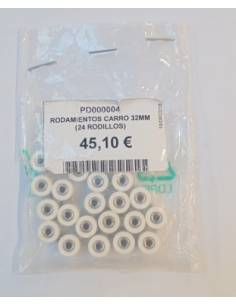 PD000004
RODAMIENTOS CARRO 32MM
(24 RODILLOS)
45,10 €